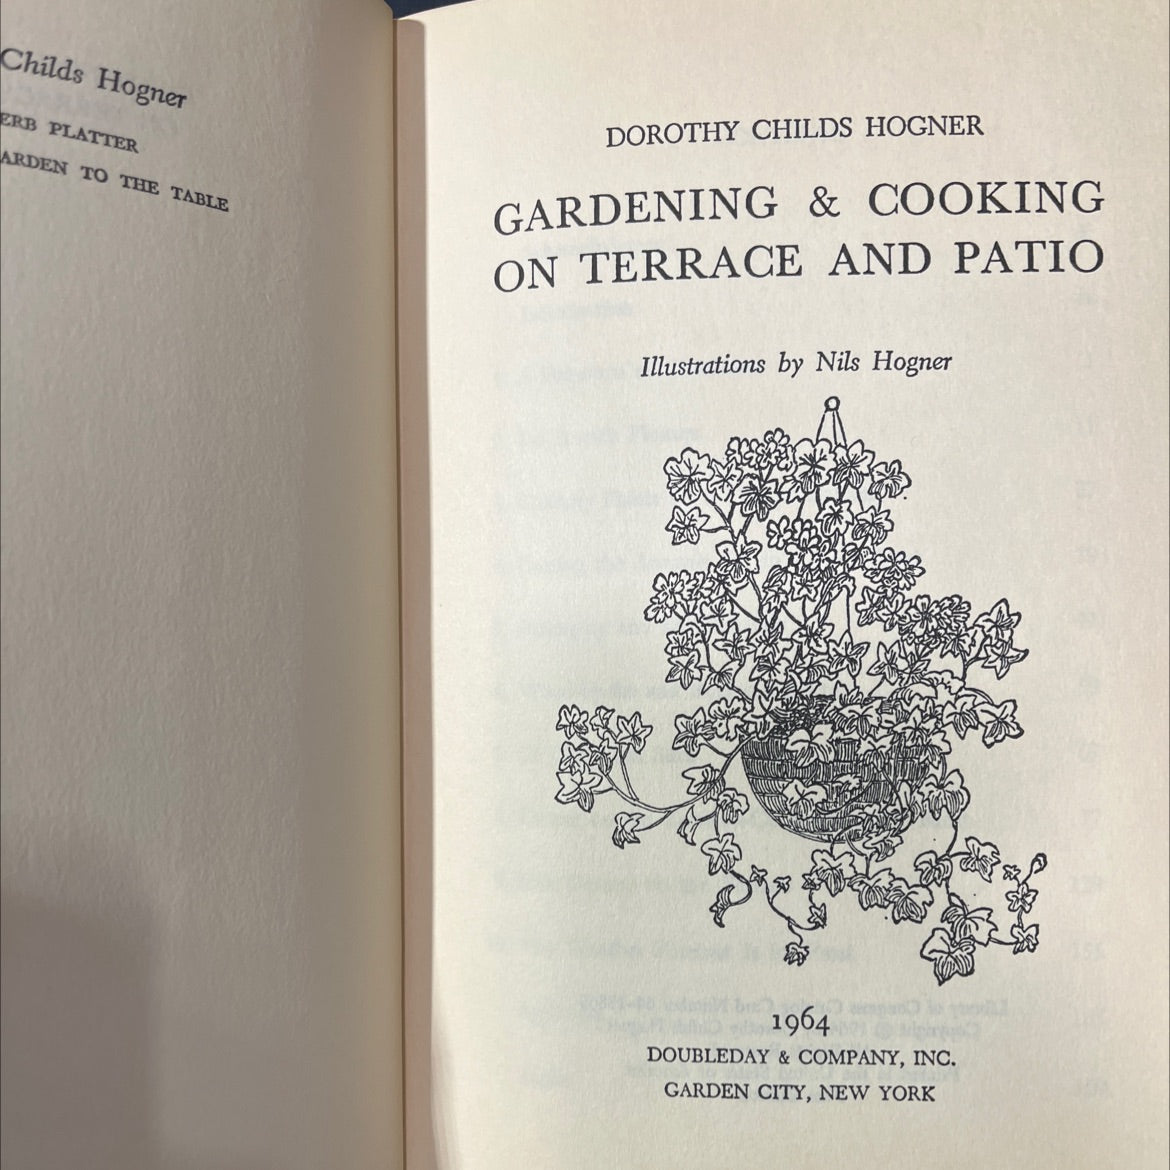 Childs Hogner
ERB PLATTER
ARDEN TO THE TABLE
DOROTHY CHILDS HOGNER
GARDENING & COOKING
ON TERRACE AND PATIO
Illustrations by Nils Hogner
1964
DOUBLEDAY & COMPANY, INC.
GARDEN CITY, NEW YORK